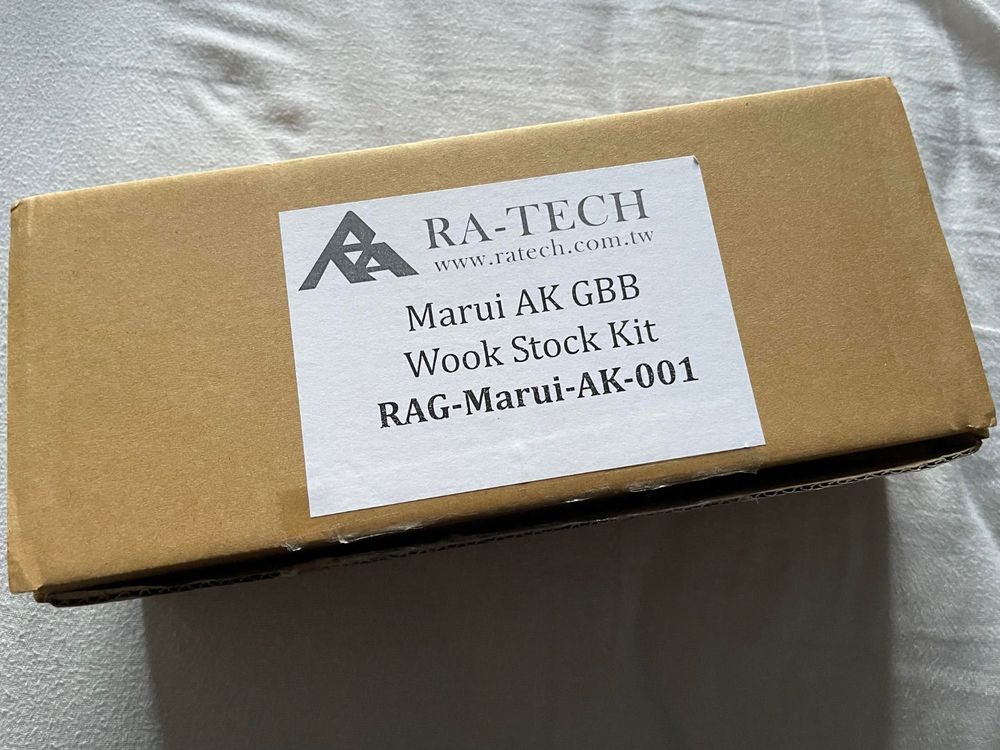 RA-TECH
www.ratech.com.tw
Marui AK GBB
Wook Stock Kit
RAG-Marui-AK-001